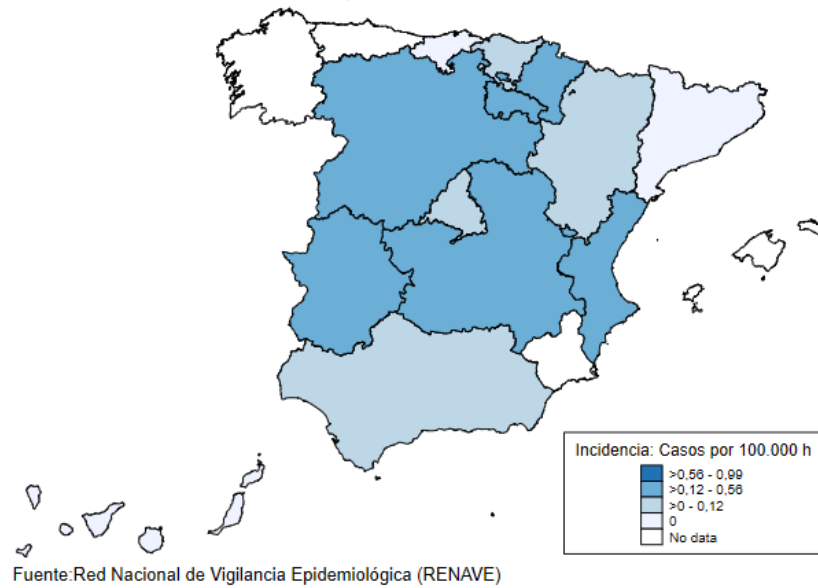 Incidencia: Casos por 100.000 h
>0,56 - 0,99
>0,12 - 0,56
>0 - 0,12
0
No data
Fuente:Red Nacional de Vigilancia Epidemiológica (RENAVE)